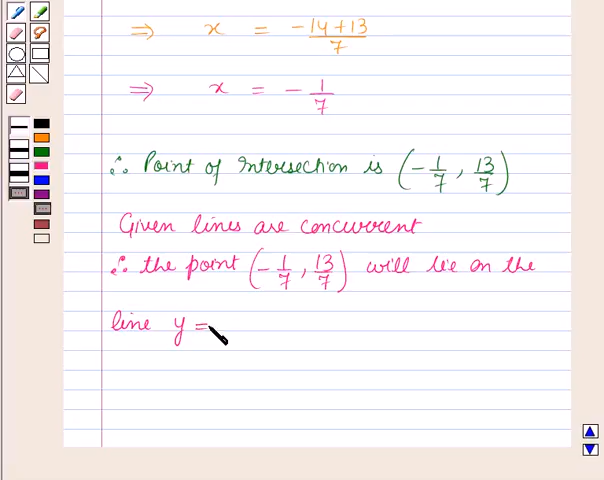 ⇒ x = -14+13/7
⇒ x = -1/7
∴ Point of Intersection is (-1/7, 13/7)
Given lines are concurrent
∴ the point (-1/7, 13/7) will lie on the
line y =